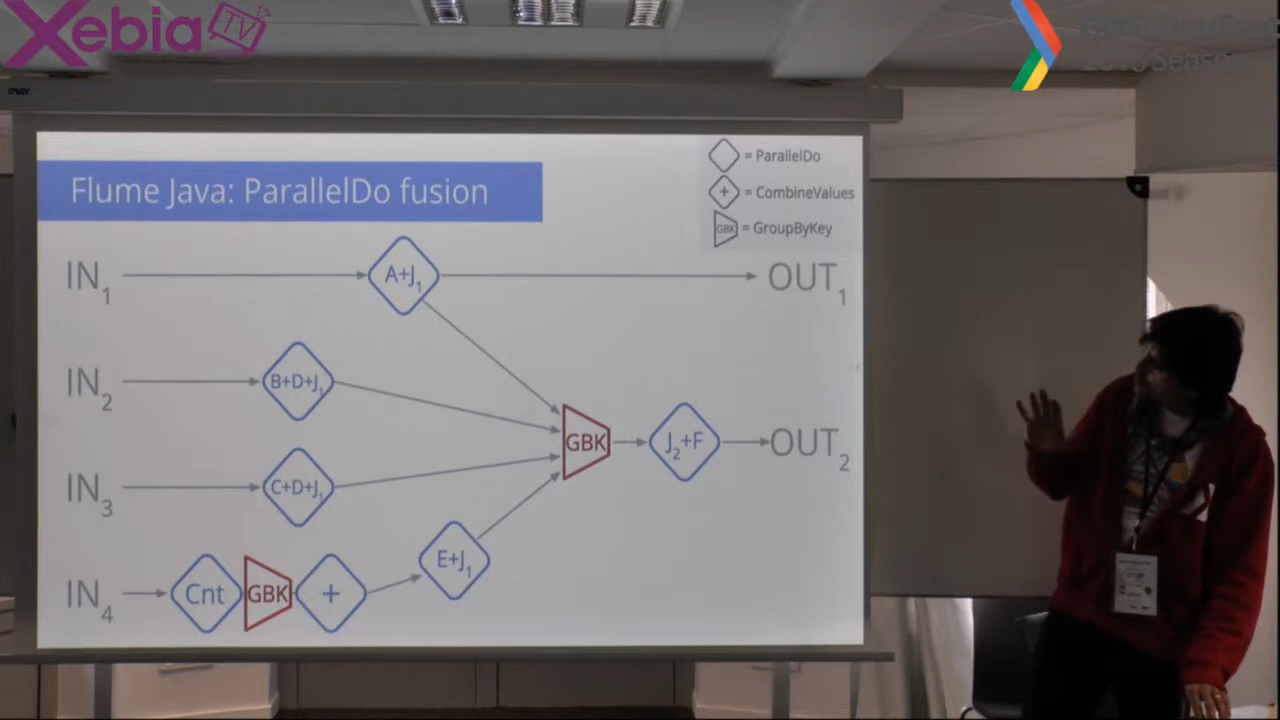 Xebia TV
= ParallelDo
Flume Java: ParallelDo fusion
+ = CombineValues
GBK = GroupByKey
IN1
A+J1
OUT1
IN2
B+D+J1
GBK
J2+F
OUT2
IN3
C+D+J1
E+J1
IN4
Cnt
GBK
+